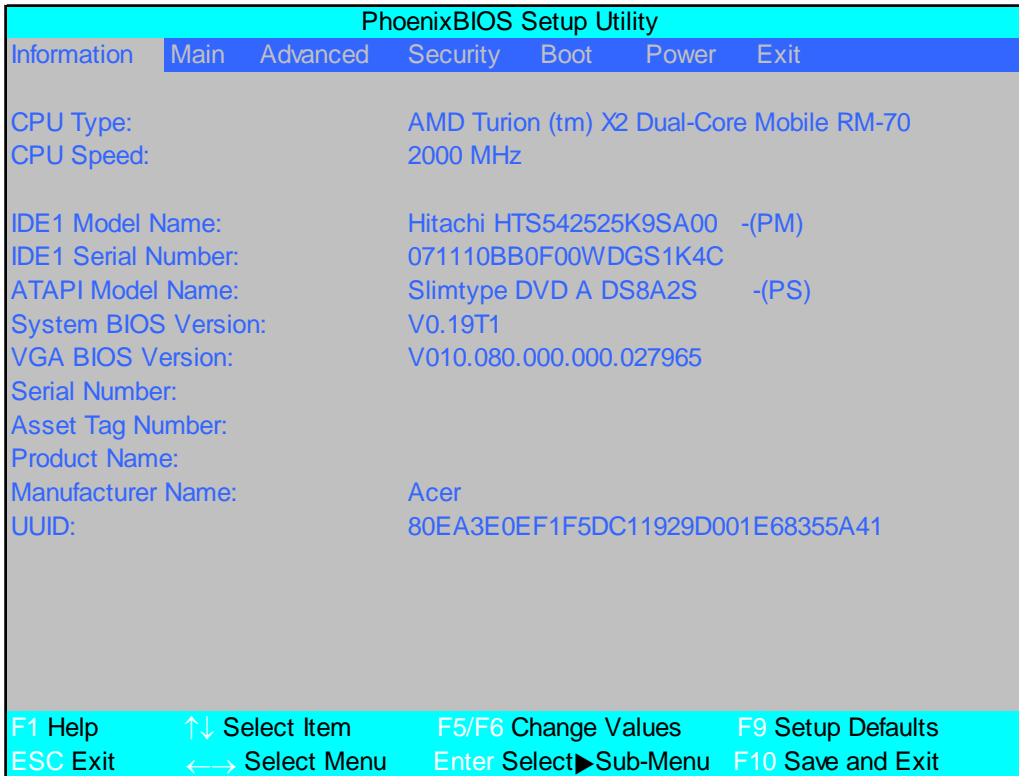 PhoenixBIOS Setup Utility
Information Main Advanced Security Boot Power Exit
CPU Type: AMD Turion (tm) X2 Dual-Core Mobile RM-70
CPU Speed: 2000 MHz
IDE1 Model Name: Hitachi HTS542525K9SA00 -(PM)
IDE1 Serial Number: 071110BB0F00WDGS1K4C
ATAPI Model Name: Slimtype DVD A DS8A2S -(PS)
System BIOS Version: V0.19T1
VGA BIOS Version: V010.080.000.000.027965
Serial Number:
Asset Tag Number:
Product Name:
Manufacturer Name: Acer
UUID: 80EA3E0EF1F5DC11929D001E68355A41
F1 Help ↑↓ Select Item F5/F6 Change Values F9 Setup Defaults
ESC Exit ←→ Select Menu Enter Select▶Sub-Menu F10 Save and Exit